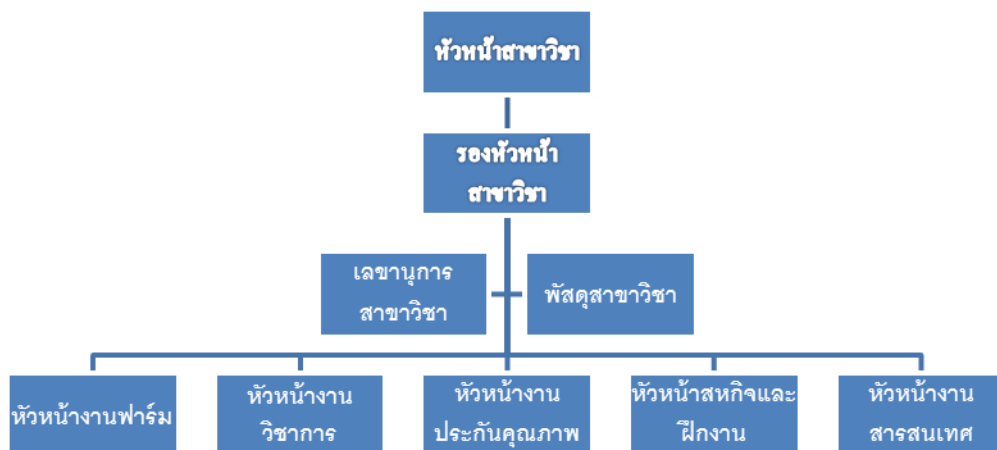 หัวหน้าสาขาวิชา
รองหัวหน้า
สาขาวิชา
เลขานุการ
สาขาวิชา
พัสดุสาขาวิชา
หัวหน้างานฟาร์ม
หัวหน้างาน
วิชาการ
หัวหน้างาน
ประกันคุณภาพ
หัวหน้าสหกิจและ
ฝึกงาน
หัวหน้างาน
สารสนเทศ